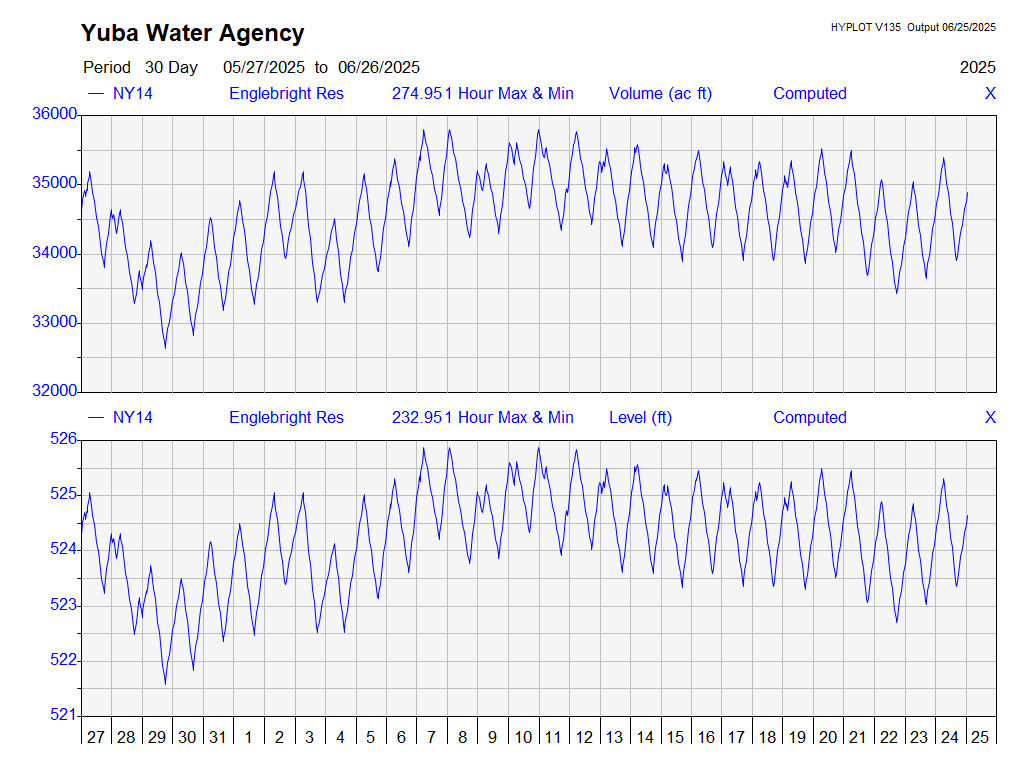 Yuba Water Agency
HYPLOT V135 Output 06/25/2025
Period 30 Day 05/27/2025 to 06/26/2025 2025
NY14 Englebright Res 274.951 Hour Max & Min Volume (ac ft) Computed X
36000
35000
34000
33000
32000
NY14 Englebright Res 232.951 Hour Max & Min Level (ft) Computed X
526
525
524
523
522
521
27 28 29 30 31 1 2 3 4 5 6 7 8 9 10 11 12 13 14 15 16 17 18 19 20 21 22 23 24 25